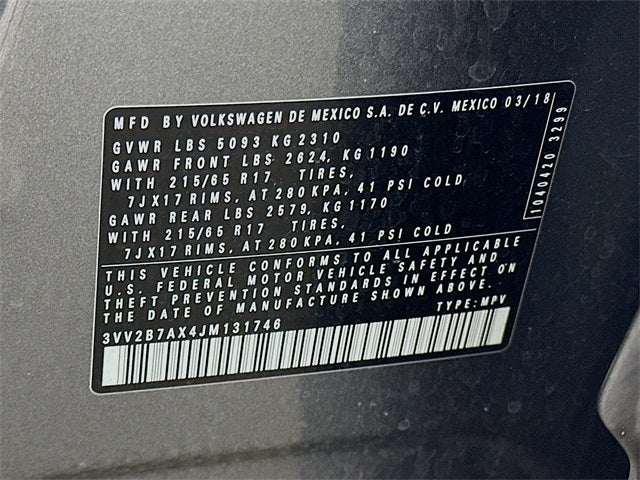 MFD BY VOLKSWAGEN DE MEXICO S.A. DE C.V. MEXICO 03/18
GVWR LBS 5093 KG 2310
GAWR FRONT LBS 2624, KG 1190
WITH 215/65 R17 TIRES,
7JX17 RIMS, AT 280 KPA, 41 PSI COLD
GAWR REAR LBS 2579, KG 1170
WITH 215/65 R17 TIRES,
7JX17 RIMS, AT 280 KPA, 41 PSI COLD
1040420 3299
THIS VEHICLE CONFORMS TO ALL APPLICABLE
U.S. FEDERAL MOTOR VEHICLE SAFETY AND
THEFT PREVENTION STANDARDS IN EFFECT ON
THE DATE OF MANUFACTURE SHOWN ABOVE.
3VV2B7AX4JM131746 TYPE: MPV